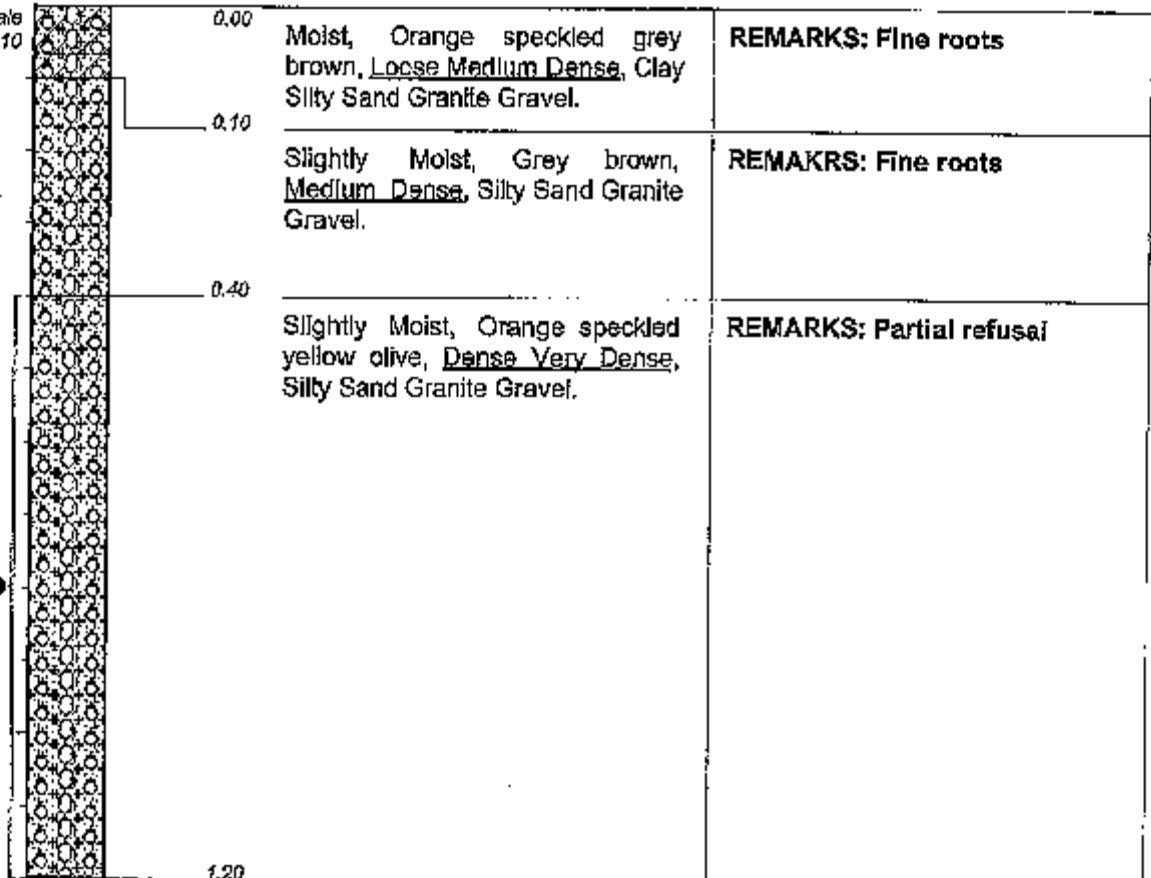 ale
10
0.00
Moist, Orange speckled grey
brown, Loose Medium Dense, Clay
Silty Sand Granite Gravel.
REMARKS: Fine roots
0.10
Slightly Moist, Grey brown,
Medium Dense, Silty Sand Granite
Gravel.
REMAKRS: Fine roots
0.40
Slightly Moist, Orange speckled
yellow olive, Dense Very Dense,
Silty Sand Granite Gravel.
REMARKS: Partial refusal
1.20